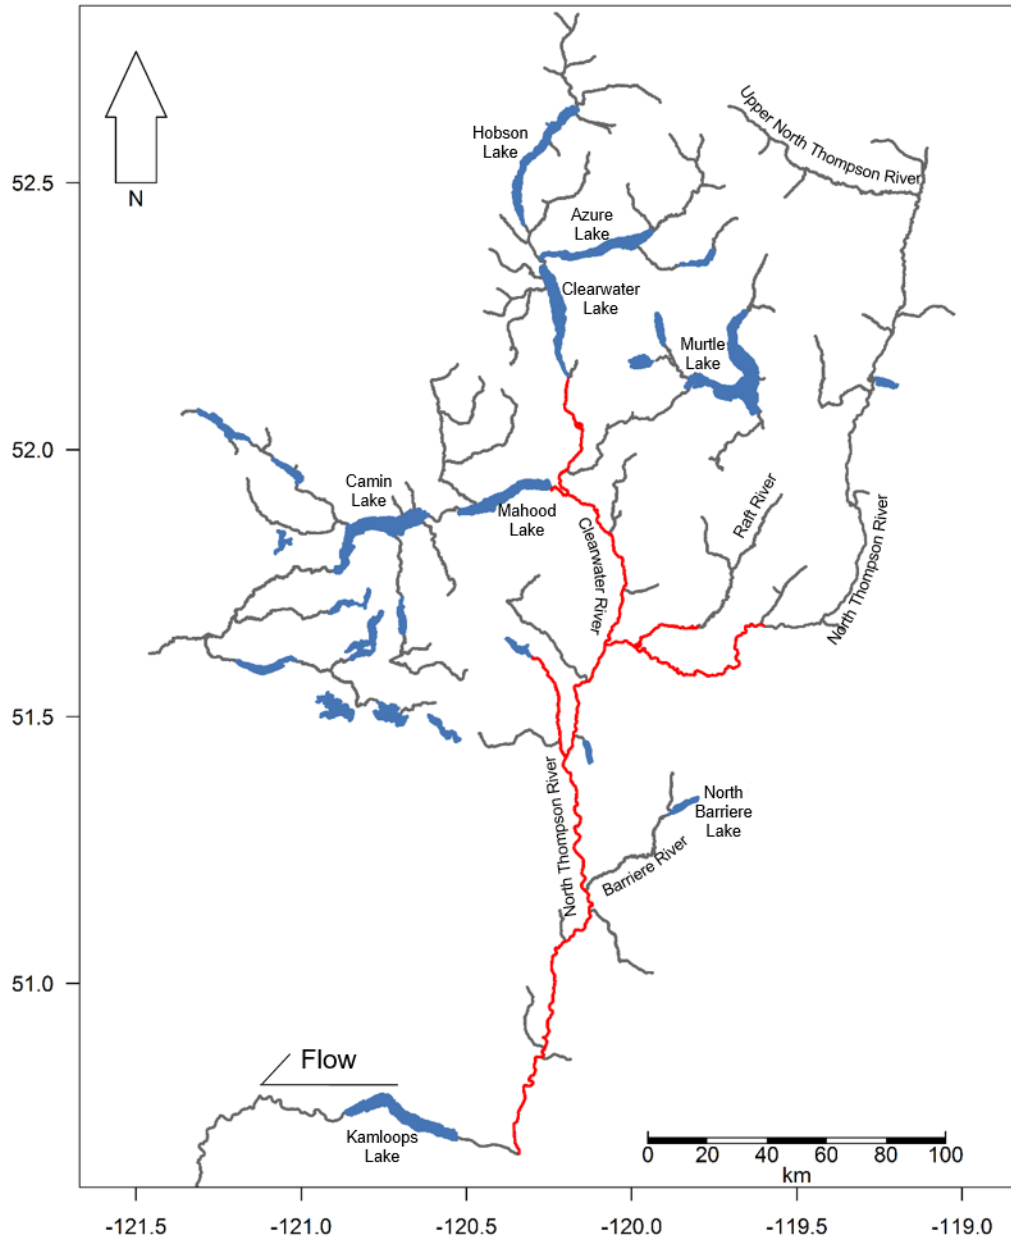 Hobson
Lake
Upper North Thompson River
N
52.5
Azure
Lake
Clearwater
Lake
Murtle
Lake
52.0
Camin
Lake
Mahood
Lake
Raft River
Clearwater River
North Thompson River
51.5
North Thompson River
North
Barriere
Lake
Barriere River
51.0
Flow
Kamloops
Lake
0 20 40 60 80 100
km
-121.5 -121.0 -120.5 -120.0 -119.5 -119.0